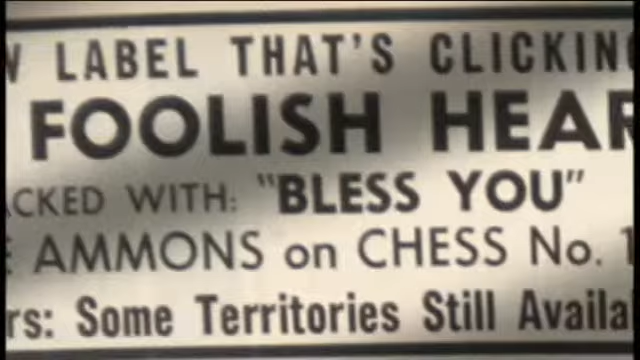 LABEL THAT'S CLICKING
FOOLISH HEAR
ACKED WITH: "BLESS YOU"
E AMMONS on CHESS No. 1
rs: Some Territories Still Availa